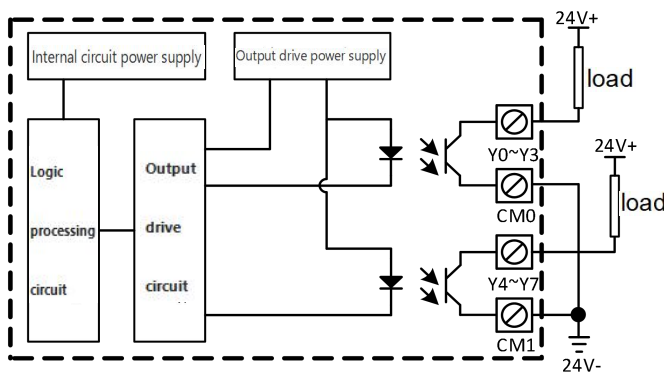 24V+
Internal circuit power supply
Output drive power supply
load
Y0~Y3
24V+
Logic
processing
circuit
Output
drive
circuit
CM0
load
Y4~Y7
CM1
24V-